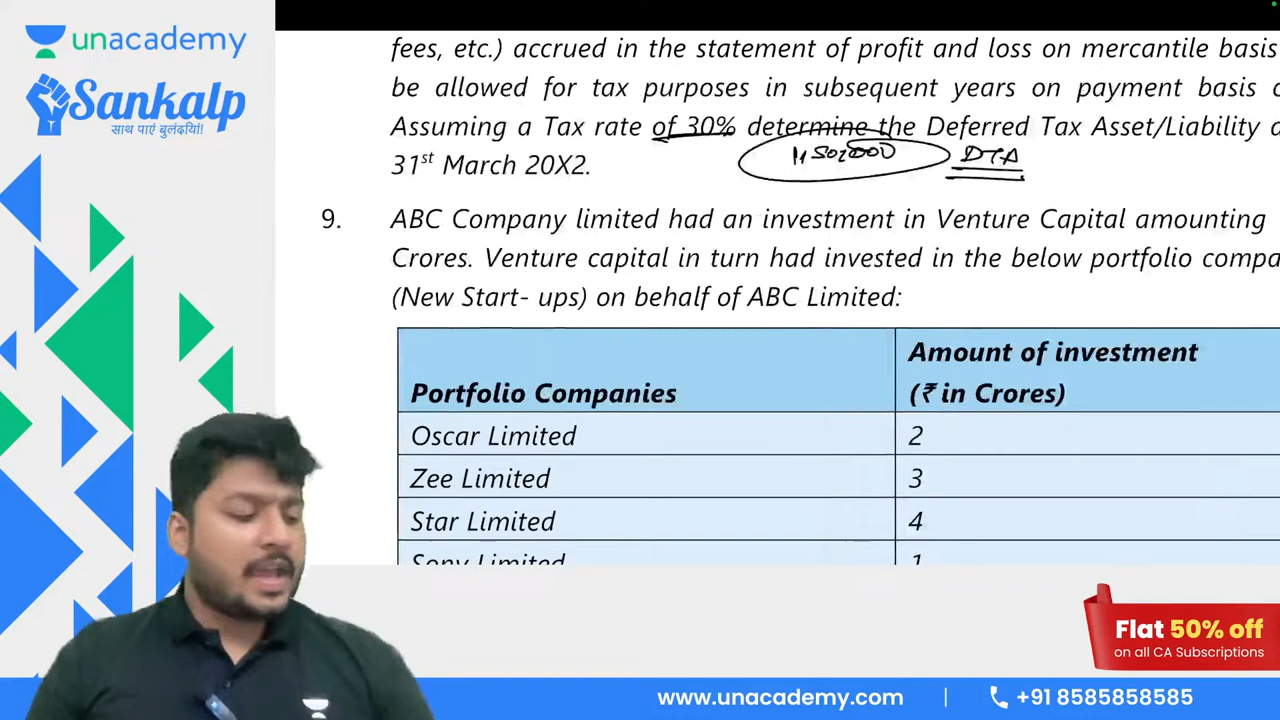 unacademy
Sankalp
साथ पाएं बुलंदियां!
fees, etc.) accrued in the statement of profit and loss on mercantile basis
be allowed for tax purposes in subsequent years on payment basis
Assuming a Tax rate of 30% determine the Deferred Tax Asset/Liability
31st March 20X2.
DTA
9. ABC Company limited had an investment in Venture Capital amounting
Crores. Venture capital in turn had invested in the below portfolio
(New Start- ups) on behalf of ABC Limited:
Portfolio Companies Amount of investment (₹ in Crores)
Oscar Limited 2
Zee Limited 3
Star Limited 4
Sony Limited 1
Flat 50% off
on all CA Subscriptions
www.unacademy.com | +91 8585858585